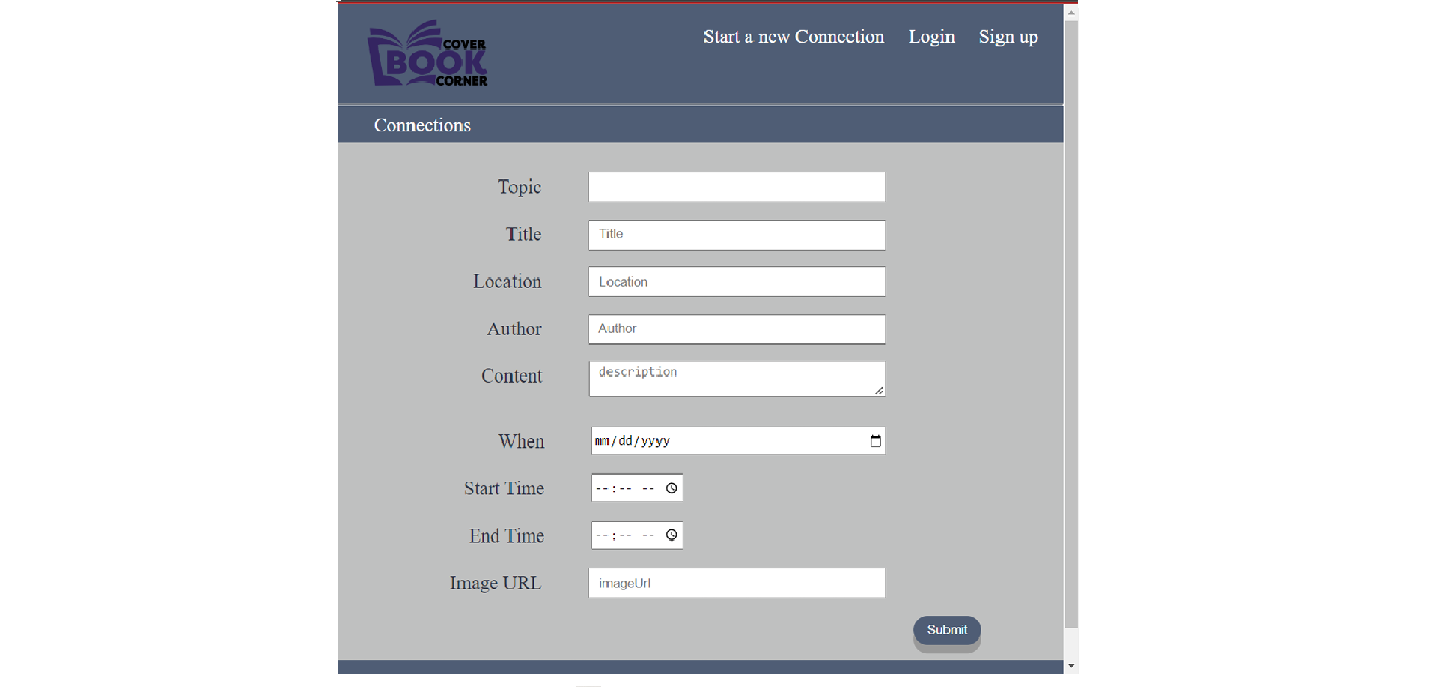 COVER
BOOK
CORNER
Start a new Connection Login Sign up
Connections
Topic
Title Title
Location Location
Author Author
Content description
When mm/dd/yyyy
Start Time --:-- --
End Time --:-- --
Image URL imageUrl
Submit